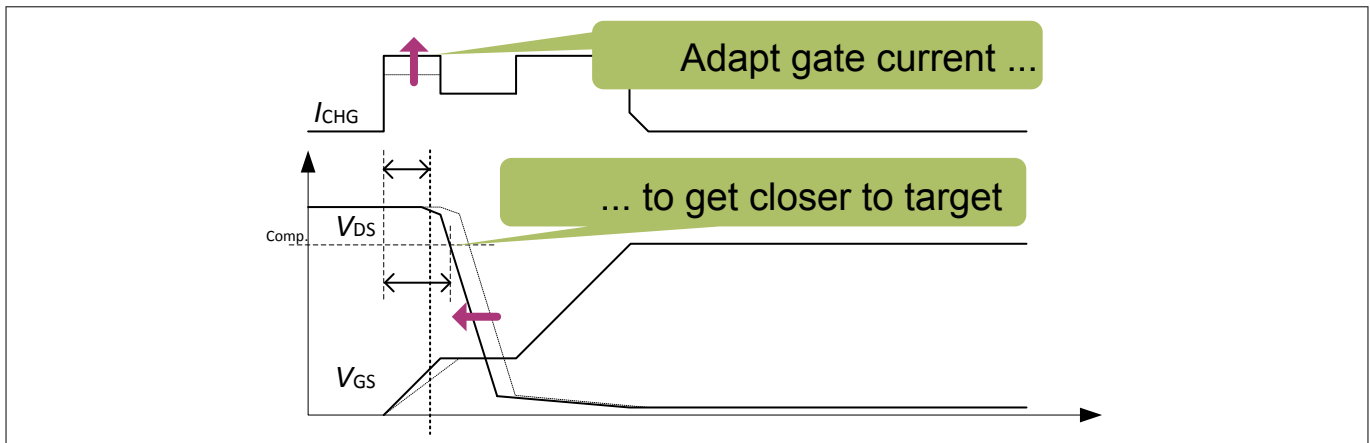 Adapt gate current ...
ICHG
... to get closer to target
VDS
Comp.
VGS